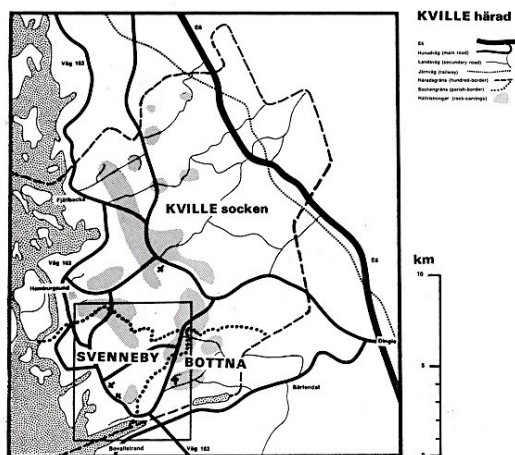 KVILLE härad
E6
Huvudväg (main road)
Landsväg (secundary road)
Järnväg (railway)
Häradsgräns (hundred-border)
Sockengräns (parish-border)
Hällristningar (rock-carvings)
E6
Väg 163
Fjällbacka
KVILLE socken
Väg 163
E6
Hamburgsund
km
10
Dingle
SVENNEBY
BOTTNA
5
Bärfendal
Bovallstrand
Väg 163